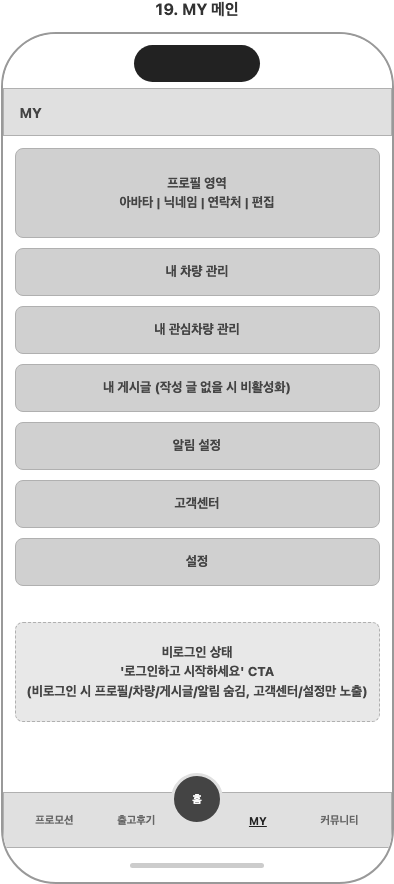 19. MY 메인
MY
프로필 영역
아바타 | 닉네임 | 연락처 | 편집
내 차량 관리
내 관심차량 관리
내 게시글 (작성 글 없을 시 비활성화)
알림 설정
고객센터
설정
비로그인 상태
'로그인하고 시작하세요' CTA
(비로그인 시 프로필/차량/게시글/알림 숨김, 고객센터/설정만 노출)
프로모션 출고후기 홈 MY 커뮤니티